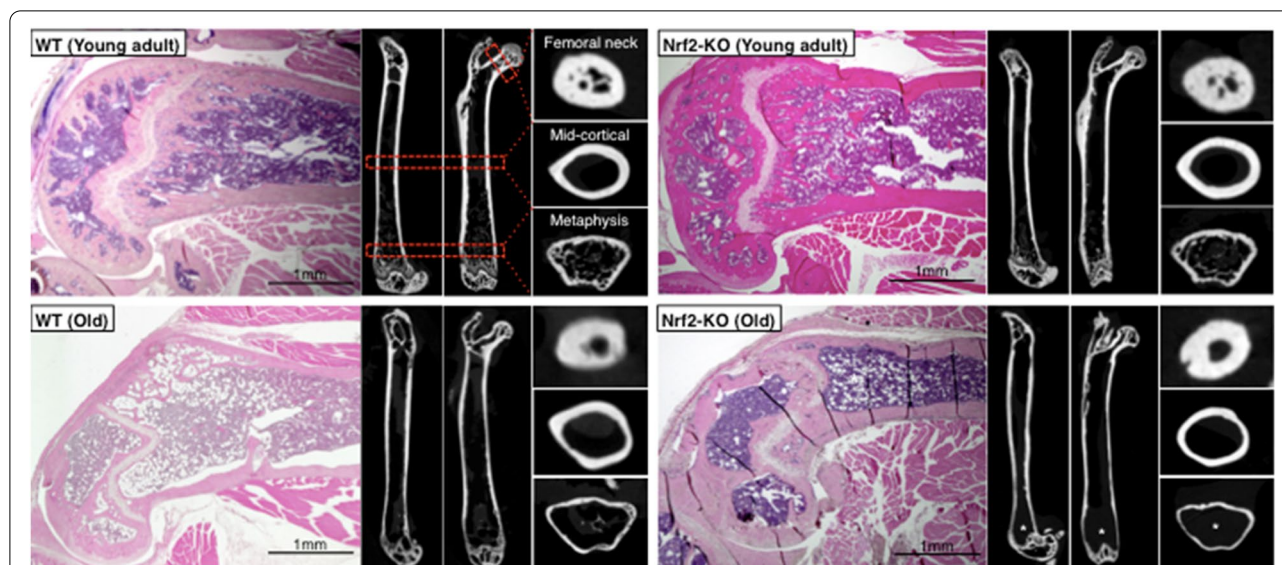 WT (Young adult)
Femoral neck
Mid-cortical
Metaphysis
1mm
Nrf2-KO (Young adult)
1mm
WT (Old)
1mm
Nrf2-KO (Old)
*
*
*
1mm